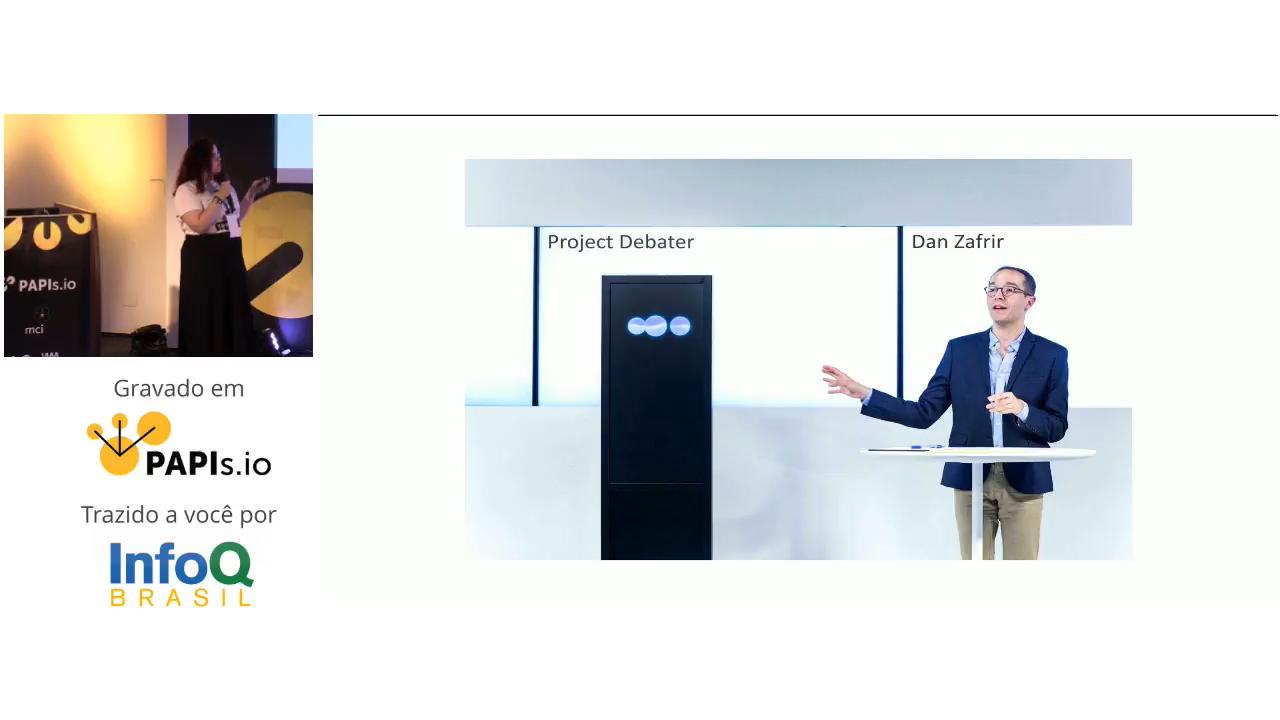 PAPIs.io
mci
Gravado em
PAPIs.io
Trazido a você por
InfoQ
BRASIL
Project Debater
Dan Zafrir